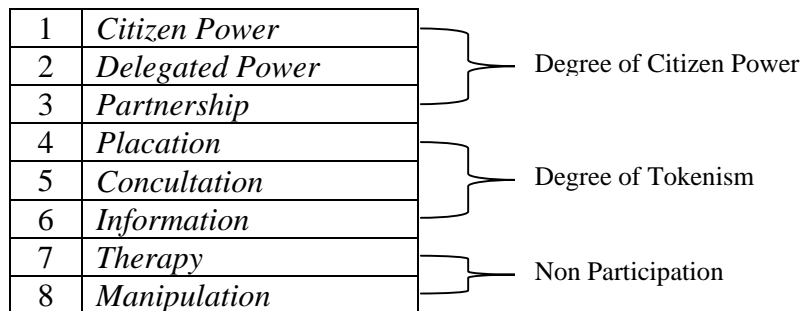 1 Citizen Power
2 Delegated Power
3 Partnership
4 Placation
5 Concultation
6 Information
7 Therapy
8 Manipulation
Degree of Citizen Power
Degree of Tokenism
Non Participation